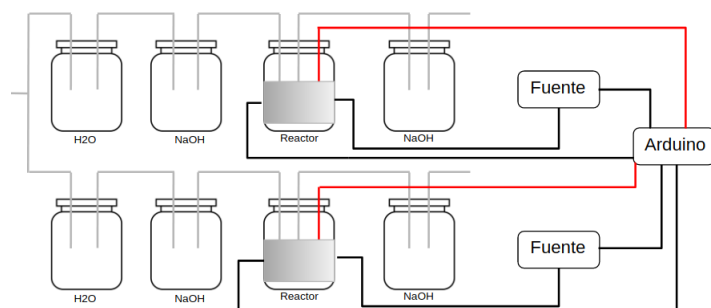 Fuente
H2O
NaOH
Reactor
NaOH
Arduino
Fuente
H2O
NaOH
Reactor
NaOH